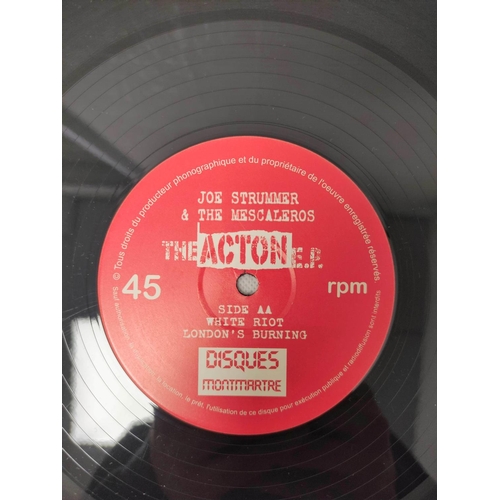 © Tous droits du producteur phonographique et du propriétaire de l'oeuvre enregistrée réservés
JOE STRUMMER
& THE MESCALEROS
THE ACTON E.P.
45 rpm
SIDE AA
WHITE RIOT
LONDON'S BURNING
DISQUES
MONTMARTRE
le prêt, l'utilisation de ce disque pour exécution publique et radiodiffusion sont interdits